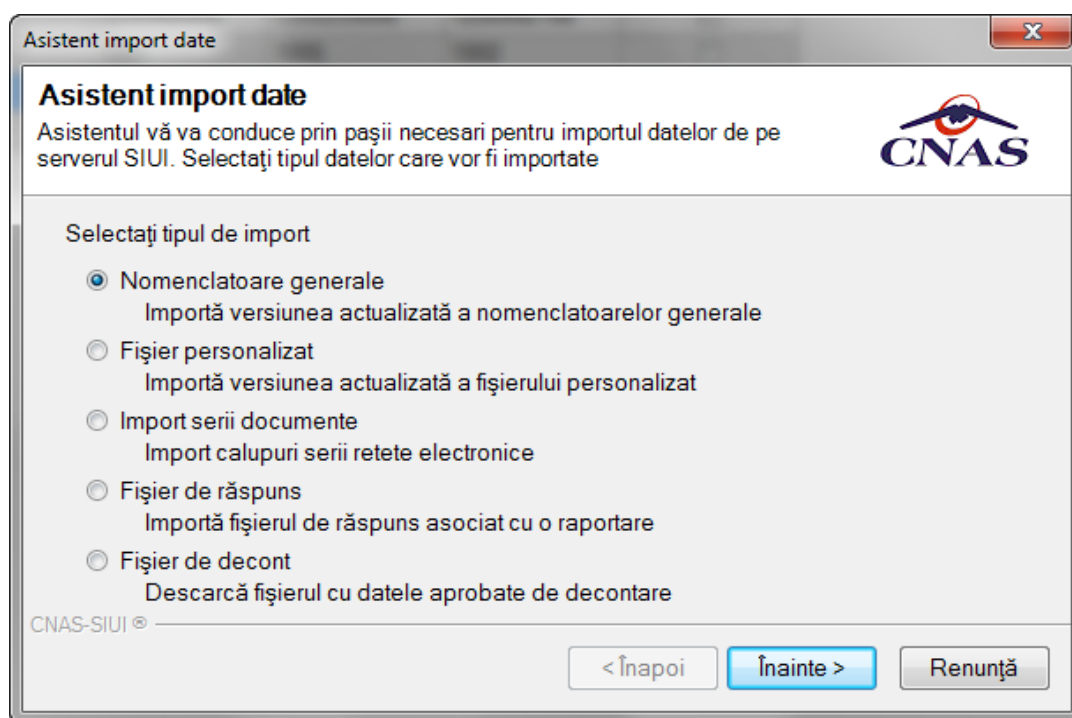 Asistent import date
Asistent import date
Asistentul vă va conduce prin paşii necesari pentru importul datelor de pe
serverul SIUI. Selectaţi tipul datelor care vor fi importate
CNAS
Selectaţi tipul de import
Nomenclatoare generale
Importă versiunea actualizată a nomenclatoarelor generale
Fişier personalizat
Importă versiunea actualizată a fişierului personalizat
Import serii documente
Import calupuri serii retete electronice
Fişier de răspuns
Importă fişierul de răspuns asociat cu o raportare
Fişier de decont
Descarcă fişierul cu datele aprobate de decontare
CNAS-SIUI ®
< Înapoi
Înainte >
Renunţă